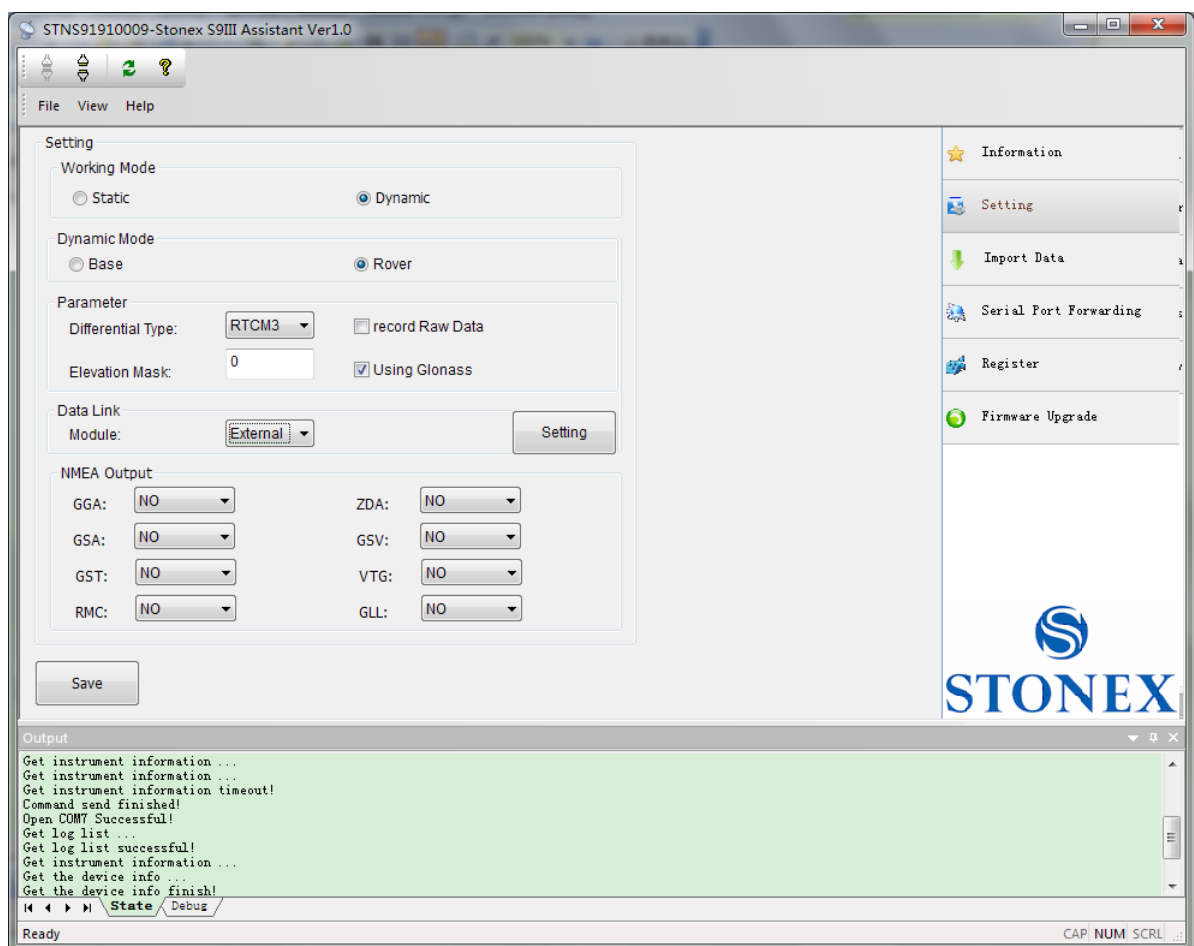 STNS91910009-Stonex S9III Assistant Ver1.0
File View Help
Setting
Working Mode
Static Dynamic
Dynamic Mode
Base Rover
Parameter
Differential Type: RTCM3 record Raw Data
Elevation Mask: 0 Using Glonass
Data Link
Module: External Setting
NMEA Output
GGA: NO ZDA: NO
GSA: NO GSV: NO
GST: NO VTG: NO
RMC: NO GLL: NO
Save
Information
Setting
Import Data
Serial Port Forwarding
Register
Firmware Upgrade
STONEX
Output
Get instrument information ...
Get instrument information ...
Get instrument information timeout!
Command send finished!
Open COM7 Successful!
Get log list ...
Get log list successful!
Get instrument information ...
Get the device info ...
Get the device info finish!
State Debug
Ready CAP NUM SCRL